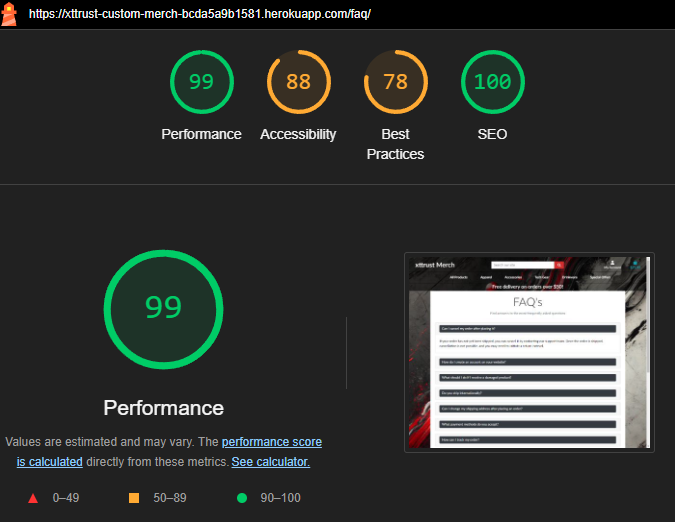 https://xttrust-custom-merch-bcda5a9b1581.herokuapp.com/faq/
99
88
78
100
Performance
Accessibility
Best
Practices
SEO
99
Performance
Values are estimated and may vary. The performance score
is calculated directly from these metrics. See calculator.
0–49
50–89
90–100
xttrust Merch
All Products
Apparel
Accessories
Special Offers
Free delivery on orders over $50!
FAQ's
Can I cancel my order after placing it?
How do I create an account on your website?
What should I do if I receive a damaged product?
Do you ship internationally?
Can I change my shipping address after placing an order?
What payment methods do you accept?
How can I track my order?